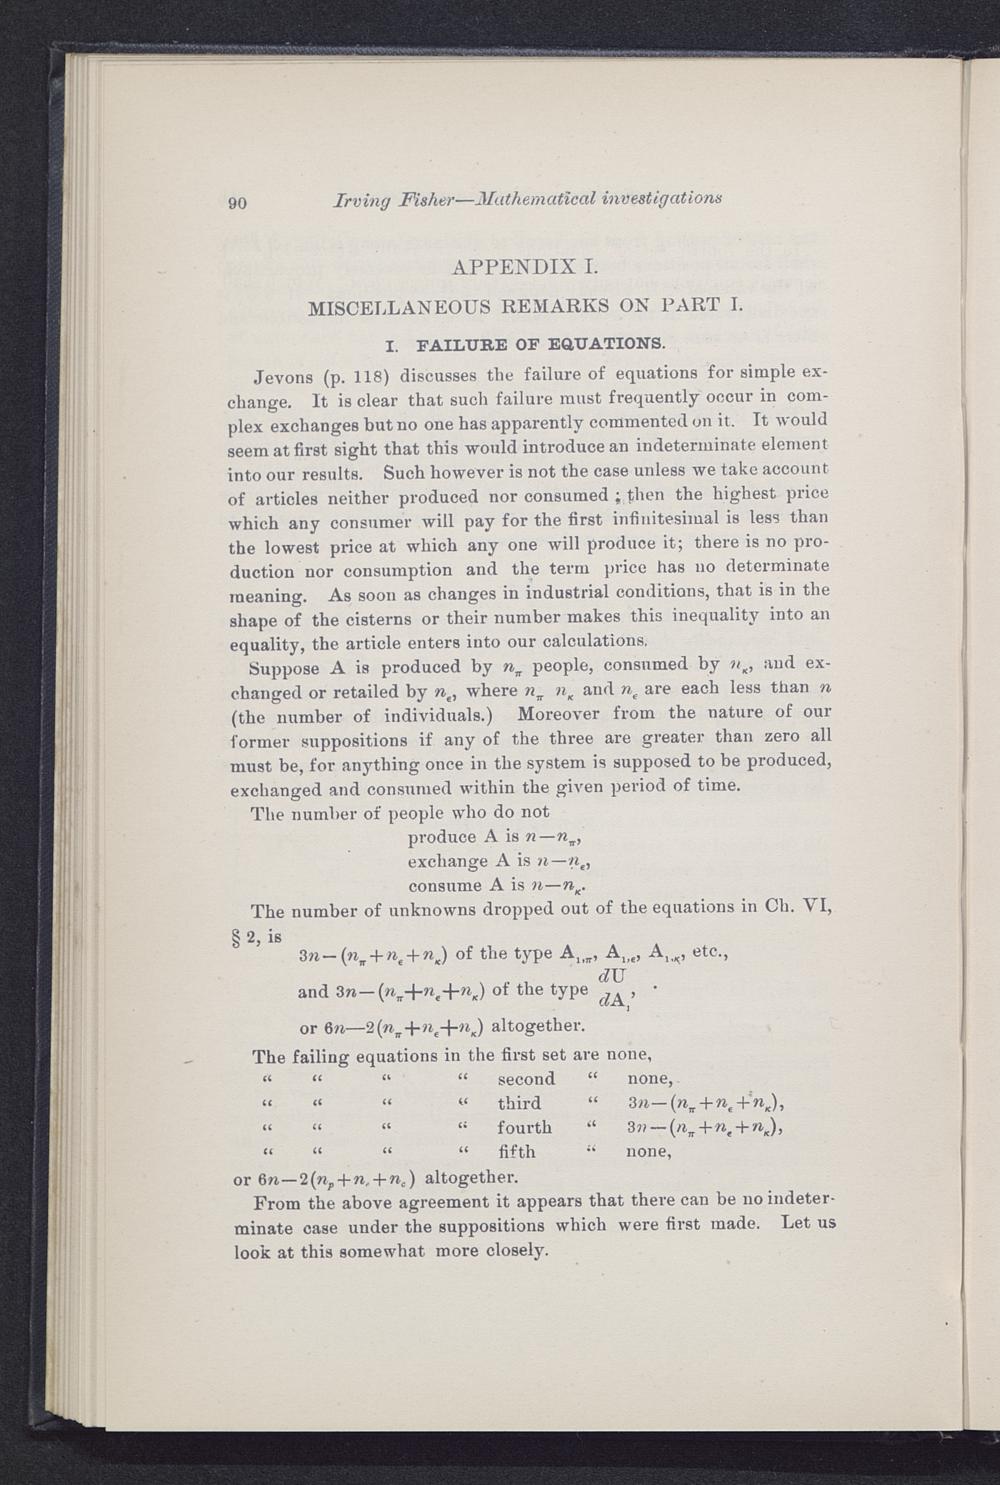 90 Irving Fisher—Mathematical investigations
APPENDIX I.
MISCELLANEOUS REMARKS ON PART I.
I. FAILURE OF EQUATIONS.
Jevons (p. 118) discusses the failure of equations for simple ex-
change. It is clear that such failure must frequently occur in com-
plex exchanges but no one has apparently commented on it. It would
seem at first sight that this would introduce an indeterminate element
into our results. Such however is not the case unless we take account
of articles neither produced nor consumed ; then the highest price
which any consumer will pay for the first infinitesimal is less than
the lowest price at which any one will produce it; there is no pro-
duction nor consumption and the term price has no determinate
meaning. As soon as changes in industrial conditions, that is in the
shape of the cisterns or their number makes this inequality into an
equality, the article enters into our calculations.
Suppose A is produced by n_π people, consumed by n_κ, and ex-
changed or retailed by n_ε, where n_π n_κ and n_ε are each less than n
(the number of individuals.) Moreover from the nature of our
former suppositions if any of the three are greater than zero all
must be, for anything once in the system is supposed to be produced,
exchanged and consumed within the given period of time.
The number of people who do not
produce A is n—n_π,
exchange A is n—n_ε,
consume A is n—n_κ.
The number of unknowns dropped out of the equations in Ch. VI,
§ 2, is
3n—(n_π+n_ε+n_κ) of the type A_1,π, A_1,ε, A_1,κ, etc.,
and 3n—(n_π+n_ε+n_κ) of the type dU/dA_1,
or 6n—2(n_π+n_ε+n_κ) altogether.
The failing equations in the first set are none,
“ “ “ “ second “ none,
“ “ “ “ third “ 3n—(n_π+n_ε+n_κ),
“ “ “ “ fourth “ 3n—(n_π+n_ε+n_κ),
“ “ “ “ fifth “ none,
or 6n—2(n_p+n_e+n_c) altogether.
From the above agreement it appears that there can be no indeter-
minate case under the suppositions which were first made. Let us
look at this somewhat more closely.